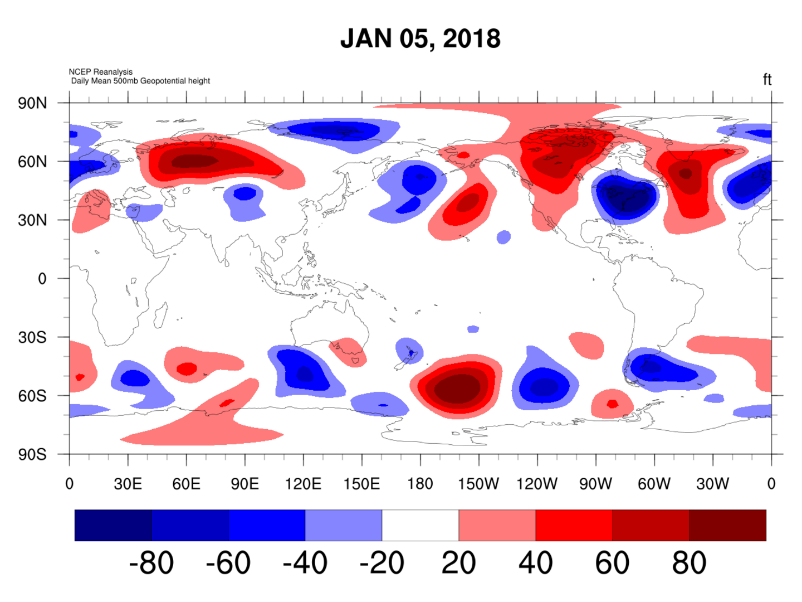 JAN 05, 2018
NCEP Reanalysis
Daily Mean 500mb Geopotential height
ft
90N
60N
30N
0
30S
60S
90S
0 30E 60E 90E 120E 150E 180 150W 120W 90W 60W 30W 0
-80 -60 -40 -20 20 40 60 80